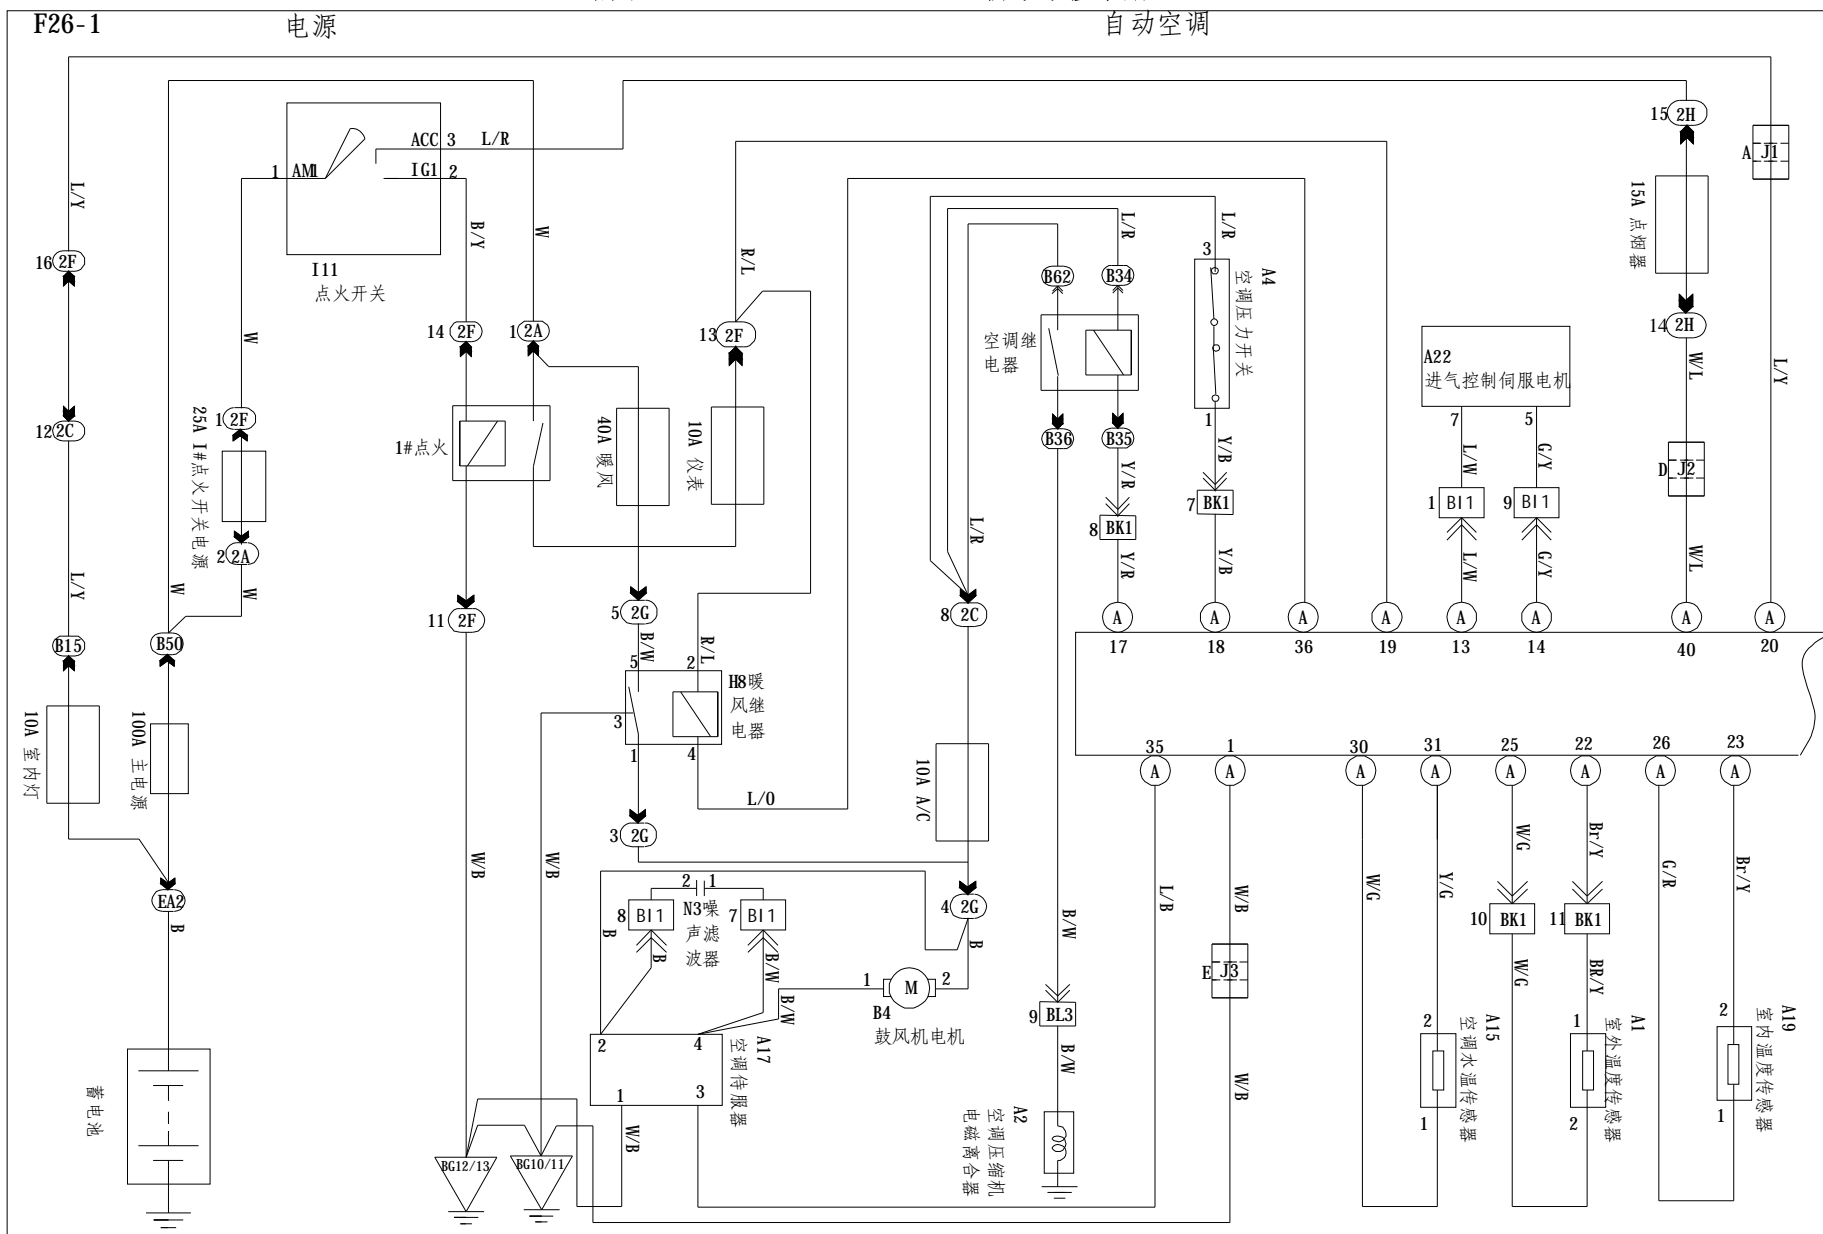 F26-1
电源
自动空调
ACC 3
L/R
1 AM1
IG1 2
I11
点火开关
L/Y
16 2F
12 2C
L/Y
B15
10A 室内灯
W
1 2F
25A I#点火开关电源
2 2A
W
W
B50
100A 主电源
EA2
B
蓄电池
B/Y
W
14 2F
1 2A
1#点火
11 2F
W/B
40A 暖风
10A 仪表
13 2F
R/L
5 2G
B/W
R/L
5
2
3
1
4
H8暖
风继
电器
L/O
3 2G
W/B
L/R
L/R
B62
B34
空调继
电器
B36
B35
Y/R
8 BK1
Y/R
3
A4
空调压力开关
1
Y/B
7 BK1
Y/B
L/R
8 2C
10A A/C
4 2G
B
2 1
8 BI1
N3噪
声滤
波器
7 BI1
B
B
B/W
B/W
1
M
2
B4
鼓风机电机
2
4
1
3
A17
空调侍服器
W/B
BG12/13
BG10/11
B/W
9 BL3
B/W
A2
空调压缩机
电磁离合器
A22
进气控制伺服电机
7
5
L/W
G/Y
1 BI1
9 BI1
L/W
G/Y
15 2H
15A 点烟器
14 2H
W/L
D J2
W/L
A J1
L/Y
A
A
A
A
A
A
A
A
17
18
36
19
13
14
40
20
35
1
30
31
25
22
26
23
A
A
A
A
A
A
A
A
L/B
W/B
E J3
W/B
W/G
Y/G
W/G
Br/Y
G/R
Br/Y
10 BK1
11 BK1
W/G
BR/Y
2
A15
空调水温传感器
1
1
A1
室外温度传感器
2
2
A19
室内温度传感器
1